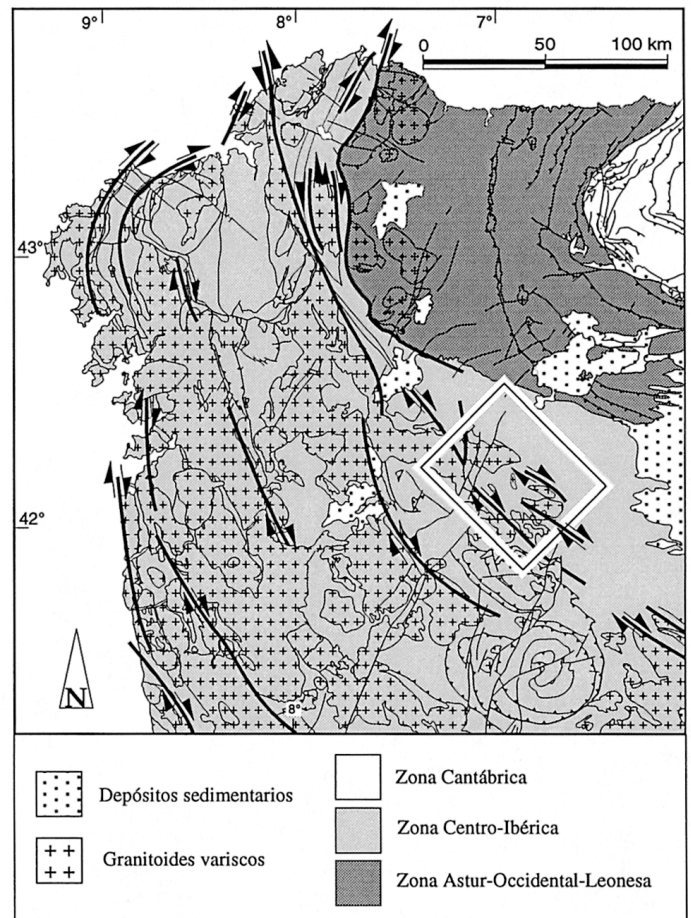 9° 8° 7°
0 50 100 km
43°
42°
N
8°
Depósitos sedimentarios
Granitoides variscos
Zona Cantábrica
Zona Centro-Ibérica
Zona Astur-Occidental-Leonesa